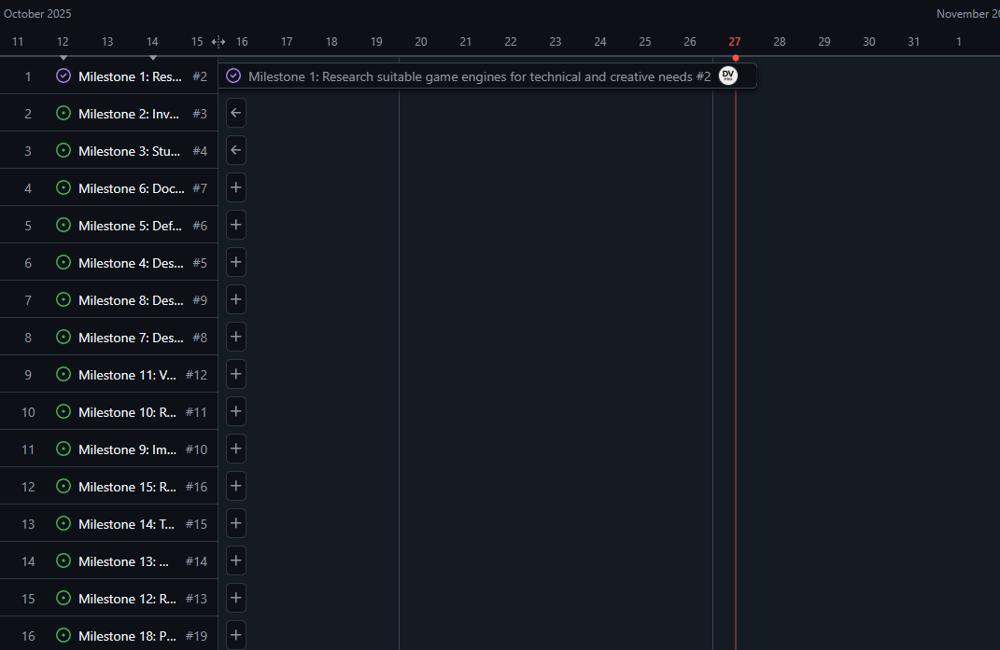 October 2025 November 20
11 12 13 14 15 16 17 18 19 20 21 22 23 24 25 26 27 28 29 30 31 1
1 Milestone 1: Res... #2 Milestone 1: Research suitable game engines for technical and creative needs #2 DV PRO
2 Milestone 2: Inv... #3
3 Milestone 3: Stu... #4
4 Milestone 6: Doc... #7
5 Milestone 5: Def... #6
6 Milestone 4: Des... #5
7 Milestone 8: Des... #9
8 Milestone 7: Des... #8
9 Milestone 11: V... #12
10 Milestone 10: R... #11
11 Milestone 9: Im... #10
12 Milestone 15: R... #16
13 Milestone 14: T... #15
14 Milestone 13: ... #14
15 Milestone 12: R... #13
16 Milestone 18: P... #19